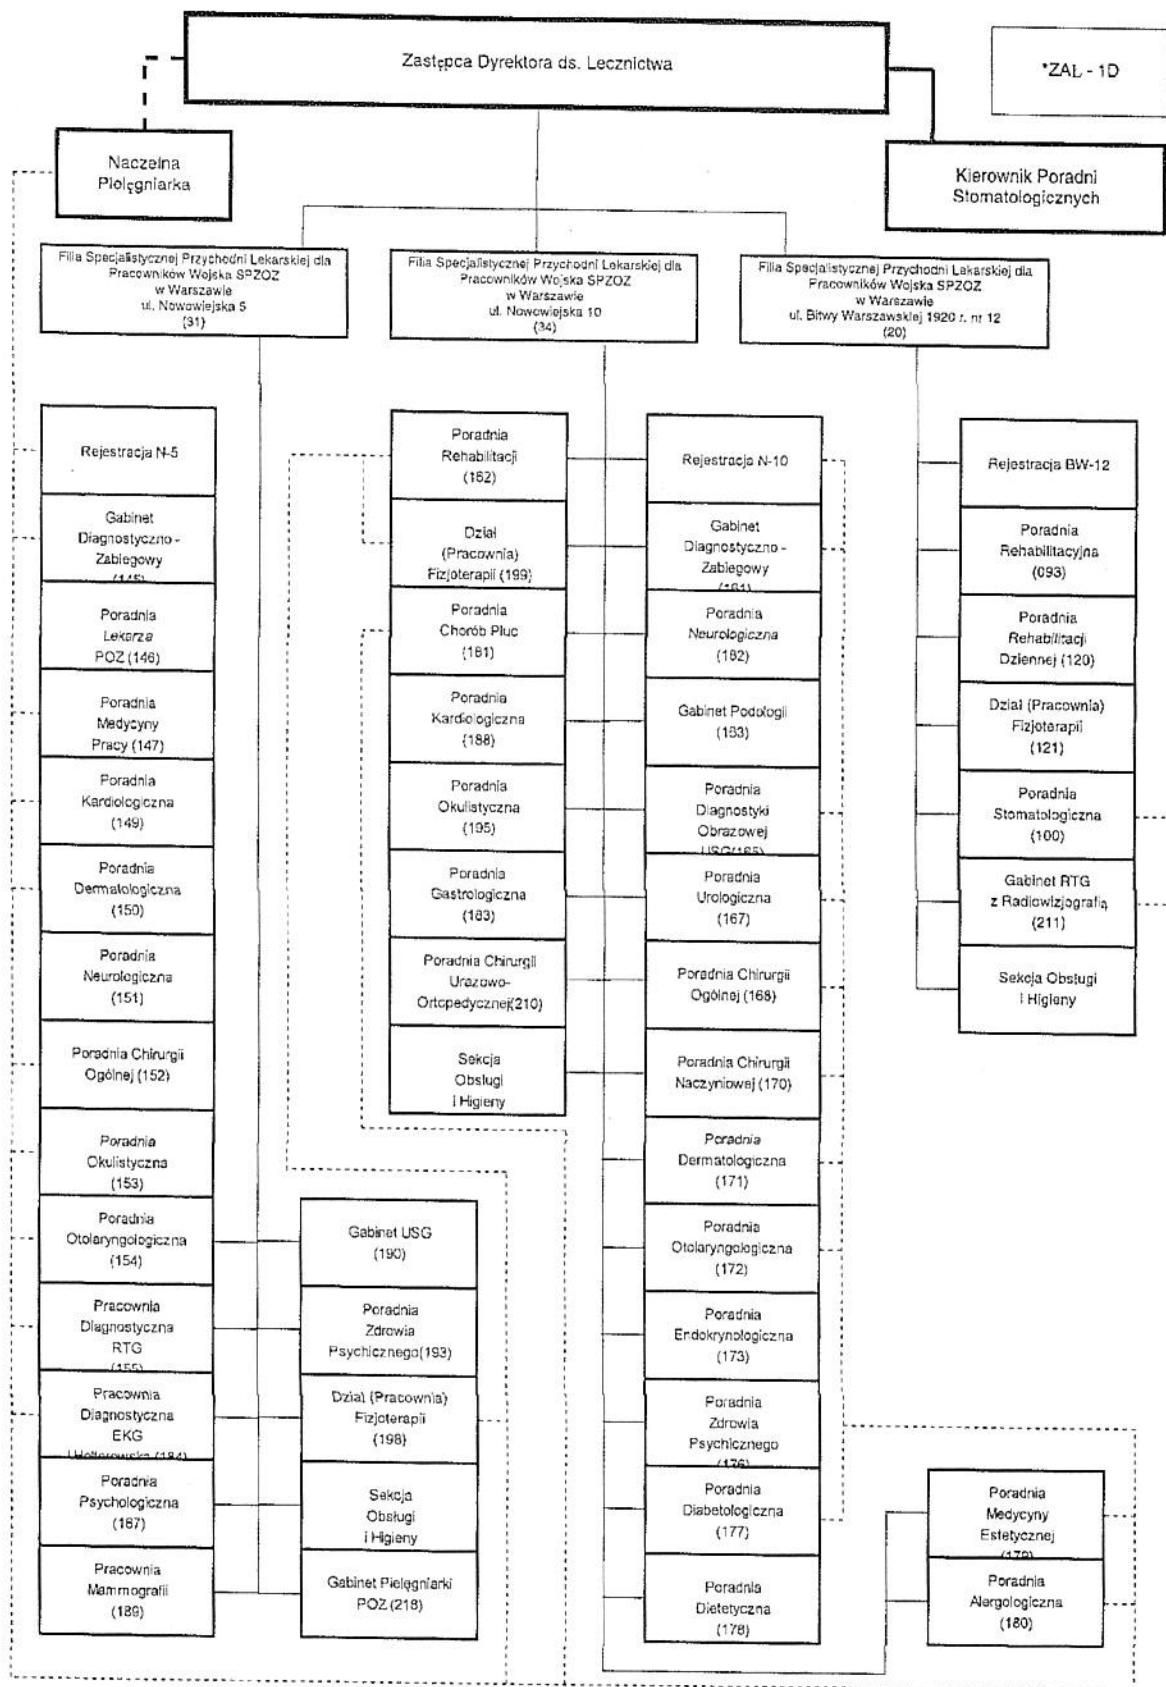 Zastępca Dyrektora ds. Lecznictwa
*ZAL - 1D
Naczelna
Pielęgniarka
Kierownik Poradni
Stomatologicznych
Filia Specjalistycznej Przychodni Lekarskiej dla
Pracowników Wojska SPZOZ
w Warszawie
ul. Nowowiejska 5
(31)
Filia Specjalistycznej Przychodni Lekarskiej dla
Pracowników Wojska SPZOZ
w Warszawie
ul. Nowowiejska 10
(34)
Filia Specjalistycznej Przychodni Lekarskiej dla
Pracowników Wojska SPZOZ
w Warszawie
ul. Bitwy Warszawskiej 1920 r. nr 12
(20)
Rejestracja N-5
Gabinet
Diagnostyczno -
Zabiegowy
(145)
Poradnia
Lekarza
POZ (146)
Poradnia
Medycyny
Pracy (147)
Poradnia
Kardiologiczna
(149)
Poradnia
Dermatologiczna
(150)
Poradnia
Neurologiczna
(151)
Poradnia Chirurgii
Ogólnej (152)
Poradnia
Okulistyczna
(153)
Poradnia
Otolaryngologiczna
(154)
Pracownia
Diagnostyczna
RTG
(155)
Pracownia
Diagnostyczna
EKG
i Holterowska (184)
Poradnia
Psychologiczna
(187)
Pracownia
Mammografii
(189)
Gabinet USG
(190)
Poradnia
Zdrowia
Psychicznego(193)
Dział (Pracownia)
Fizjoterapii
(198)
Sekcja
Obsługi
i Higieny
Gabinet Pielęgniarki
POZ (218)
Poradnia
Rehabilitacji
(162)
Dział
(Pracownia)
Fizjoterapii (199)
Poradnia
Chorób Płuc
(181)
Poradnia
Kardiologiczna
(188)
Poradnia
Okulistyczna
(195)
Poradnia
Gastrologiczna
(183)
Poradnia Chirurgii
Urazowo-
Ortopedycznej(210)
Sekcja
Obsługi
i Higieny
Rejestracja N-10
Gabinet
Diagnostyczno -
Zabiegowy
(161)
Poradnia
Neurologiczna
(182)
Gabinet Podologii
(163)
Poradnia
Diagnostyki
Obrazowej
USG(165)
Poradnia
Urologiczna
(167)
Poradnia Chirurgii
Ogólnej (168)
Poradnia Chirurgii
Naczyniowej (170)
Poradnia
Dermatologiczna
(171)
Poradnia
Otolaryngologiczna
(172)
Poradnia
Endokrynologiczna
(173)
Poradnia
Zdrowia
Psychicznego
(176)
Poradnia
Diabetologiczna
(177)
Poradnia
Dietetyczna
(178)
Rejestracja BW-12
Poradnia
Rehabilitacyjna
(093)
Poradnia
Rehabilitacji
Dziennej (120)
Dział (Pracownia)
Fizjoterapii
(121)
Poradnia
Stomatologiczna
(100)
Gabinet RTG
z Radiowizjografią
(211)
Sekcja Obsługi
i Higieny
Poradnia
Medycyny
Estetycznej
(179)
Poradnia
Alergologiczna
(180)